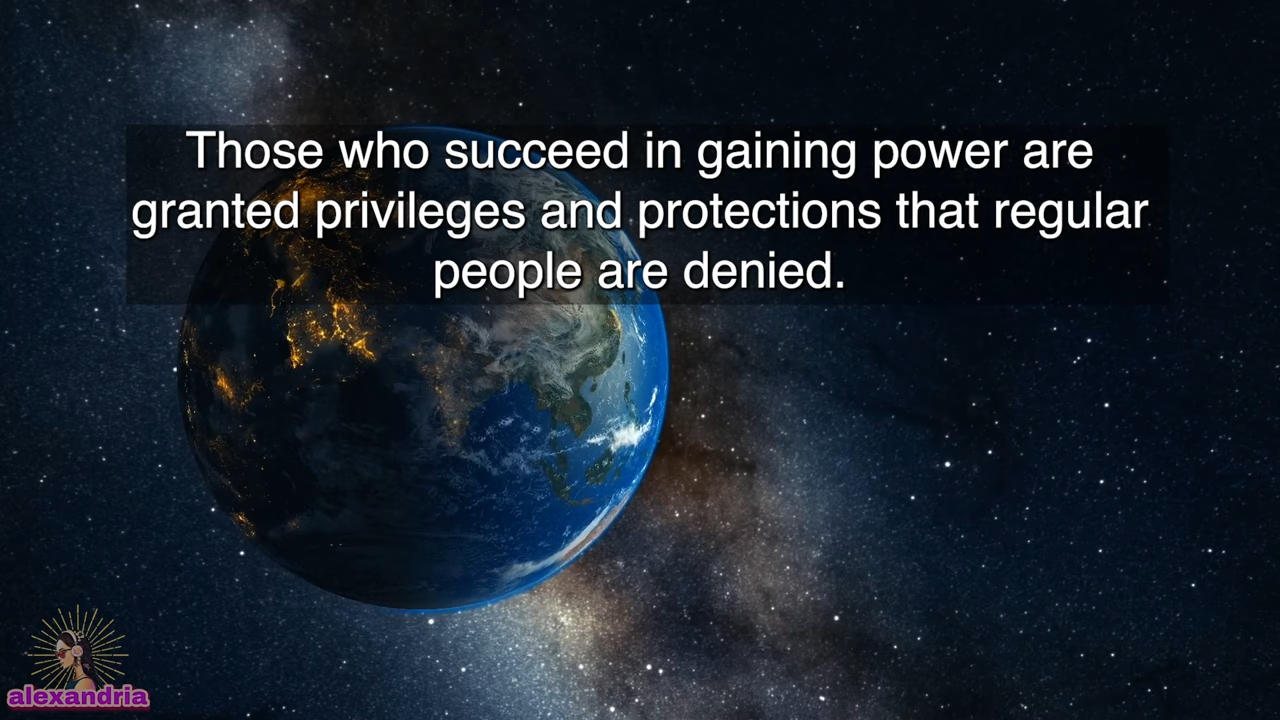 Those who succeed in gaining power are
granted privileges and protections that regular
people are denied.
alexandria